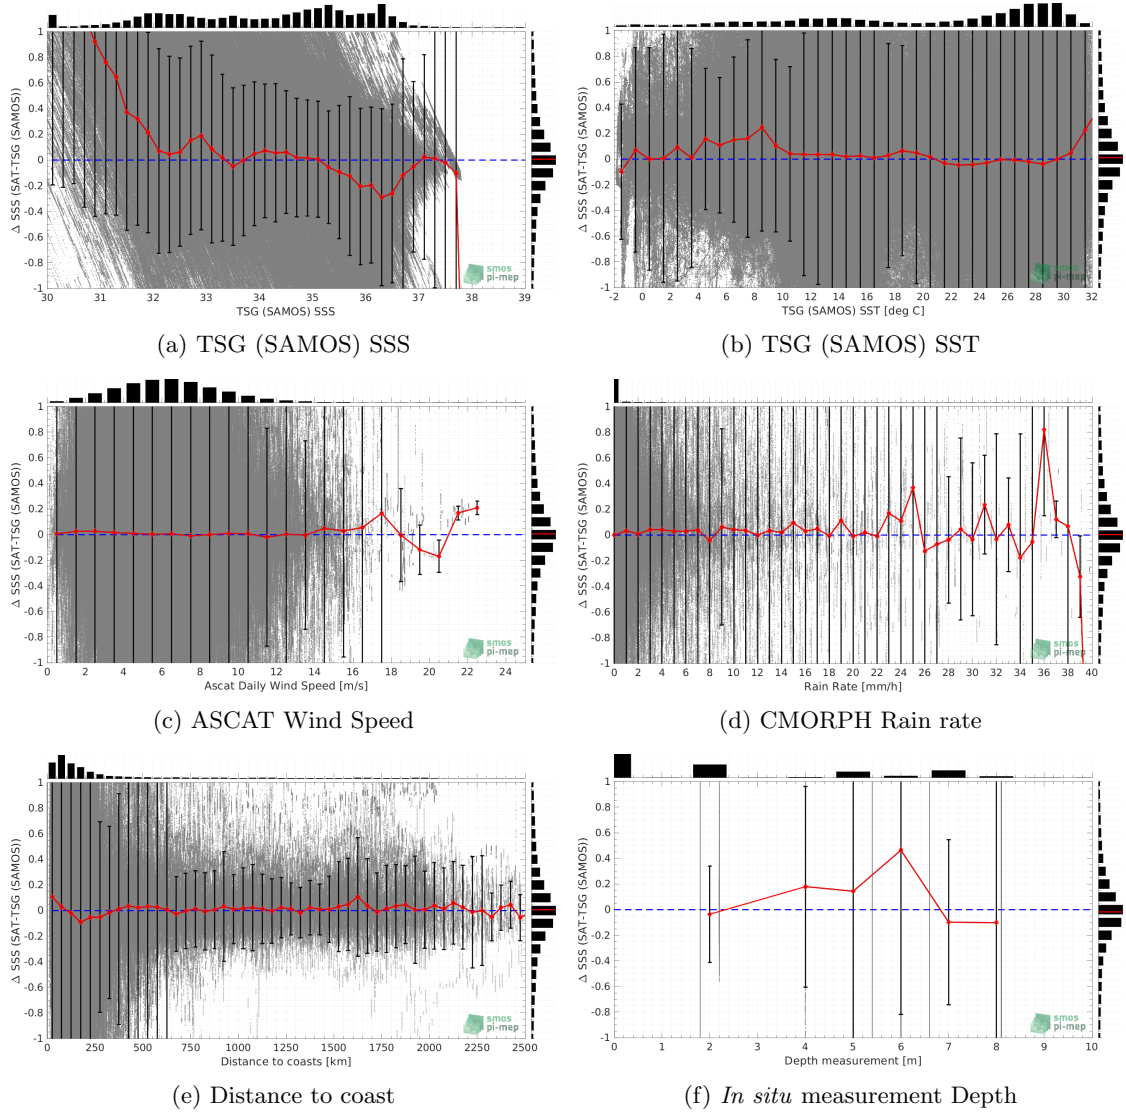 Δ SSS (SAT-TSG (SAMOS))
1
0.8
0.6
0.4
0.2
0
-0.2
-0.4
-0.6
-0.8
-1
30 31 32 33 34 35 36 37 38 39
TSG (SAMOS) SSS
smos
pi-mep
(a) TSG (SAMOS) SSS
Δ SSS (SAT-TSG (SAMOS))
1
0.8
0.6
0.4
0.2
0
-0.2
-0.4
-0.6
-0.8
-1
-2 0 2 4 6 8 10 12 14 16 18 20 22 24 26 28 30 32
TSG (SAMOS) SST [deg C]
smos
pi-mep
(b) TSG (SAMOS) SST
Δ SSS (SAT-TSG (SAMOS))
1
0.8
0.6
0.4
0.2
0
-0.2
-0.4
-0.6
-0.8
-1
0 2 4 6 8 10 12 14 16 18 20 22 24
Ascat Daily Wind Speed [m/s]
smos
pi-mep
(c) ASCAT Wind Speed
Δ SSS (SAT-TSG (SAMOS))
1
0.8
0.6
0.4
0.2
0
-0.2
-0.4
-0.6
-0.8
-1
0 2 4 6 8 10 12 14 16 18 20 22 24 26 28 30 32 34 36 38 40
Rain Rate [mm/h]
smos
pi-mep
(d) CMORPH Rain rate
Δ SSS (SAT-TSG (SAMOS))
1
0.8
0.6
0.4
0.2
0
-0.2
-0.4
-0.6
-0.8
-1
0 250 500 750 1000 1250 1500 1750 2000 2250 2500
Distance to coasts [km]
smos
pi-mep
(e) Distance to coast
Δ SSS (SAT-TSG (SAMOS))
1
0.8
0.6
0.4
0.2
0
-0.2
-0.4
-0.6
-0.8
-1
0 1 2 3 4 5 6 7 8 9 10
Depth measurement [m]
smos
pi-mep
(f) In situ measurement Depth